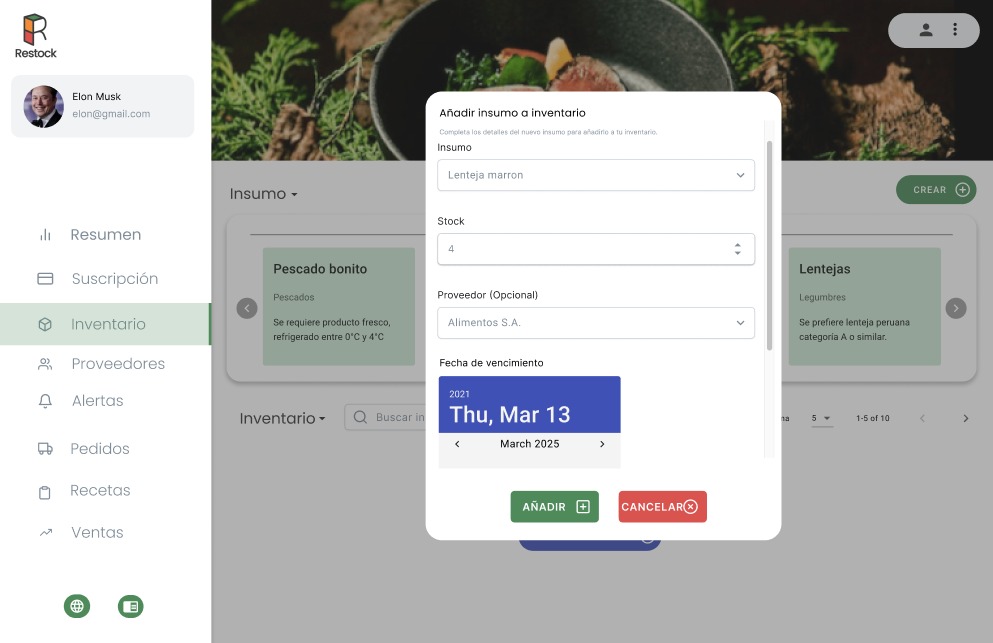 Restock
Elon Musk
elon@gmail.com
Resumen
Suscripción
Inventario
Proveedores
Alertas
Pedidos
Recetas
Ventas
Insumo
CREAR
Pescado bonito
Pescados
Se requiere producto fresco,
refrigerado entre 0°C y 4°C
Lentejas
Legumbres
Se prefiere lenteja peruana
categoría A o similar.
Inventario
Buscar in
na
5
1-5 of 10
Añadir insumo a inventario
Completa los detalles del nuevo insumo para añadirlo a tu inventario.
Insumo
Lenteja marron
Stock
4
Proveedor (Opcional)
Alimentos S.A.
Fecha de vencimiento
2021
Thu, Mar 13
March 2025
AÑADIR
CANCELAR